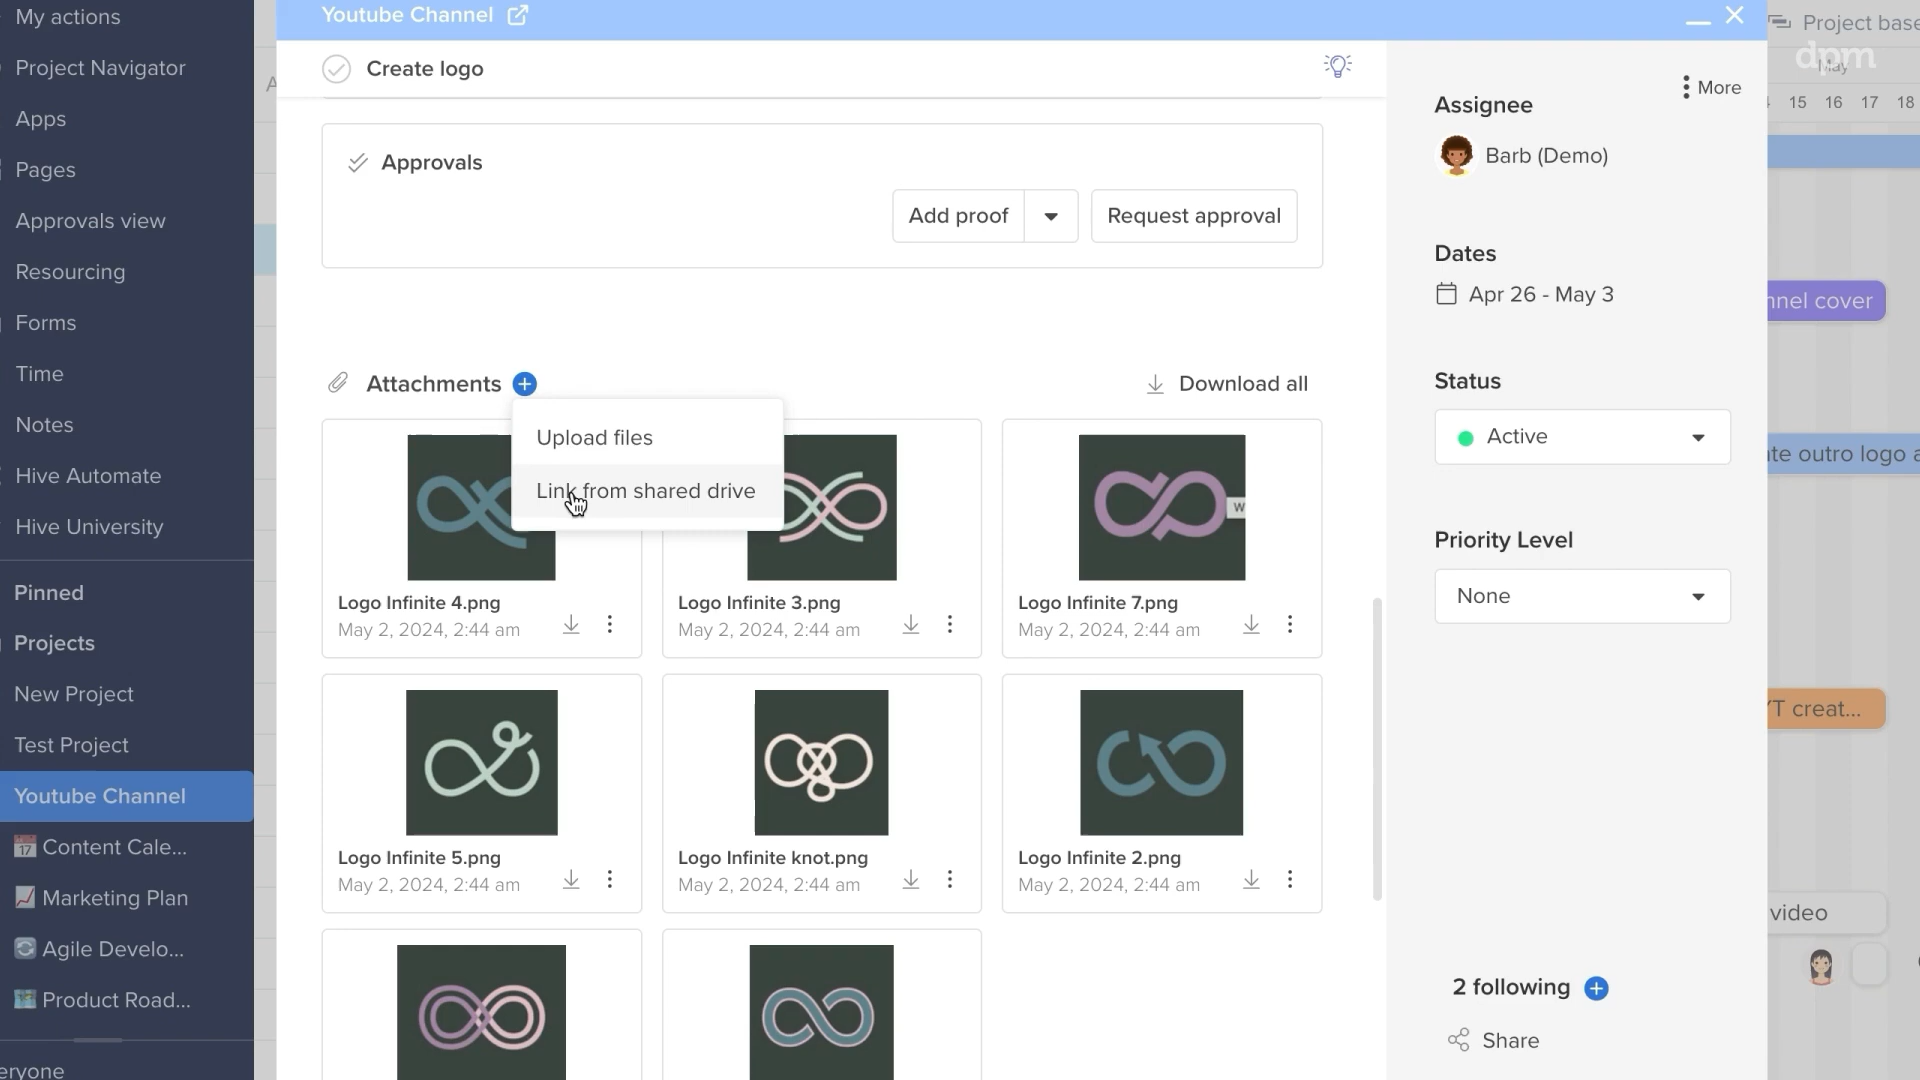 My actions
Project Navigator
Apps
Pages
Approvals view
Resourcing
Forms
Time
Notes
Hive Automate
Hive University
Pinned
Projects
New Project
Test Project
Youtube Channel
Content Cale...
Marketing Plan
Agile Develo...
Product Road...
eryone
Youtube Channel
Create logo
Approvals
Add proof
Request approval
Attachments
Download all
Upload files
Link from shared drive
W
Logo Infinite 4.png
May 2, 2024, 2:44 am
Logo Infinite 3.png
May 2, 2024, 2:44 am
Logo Infinite 7.png
May 2, 2024, 2:44 am
Logo Infinite 5.png
May 2, 2024, 2:44 am
Logo Infinite knot.png
May 2, 2024, 2:44 am
Logo Infinite 2.png
May 2, 2024, 2:44 am
More
Assignee
Barb (Demo)
Dates
Apr 26 - May 3
Status
Active
Priority Level
None
2 following
Share
Project base
dpm
May
15 16 17 18
nnel cover
te outro logo a
YT creat...
video